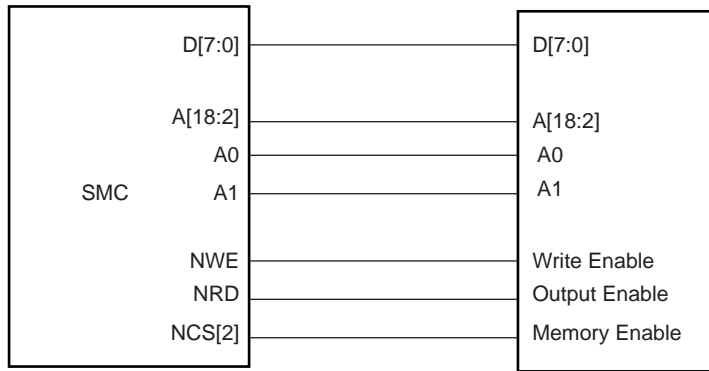 D[7:0] D[7:0]
A[18:2] A[18:2]
A0 A0
SMC A1 A1
NWE Write Enable
NRD Output Enable
NCS[2] Memory Enable